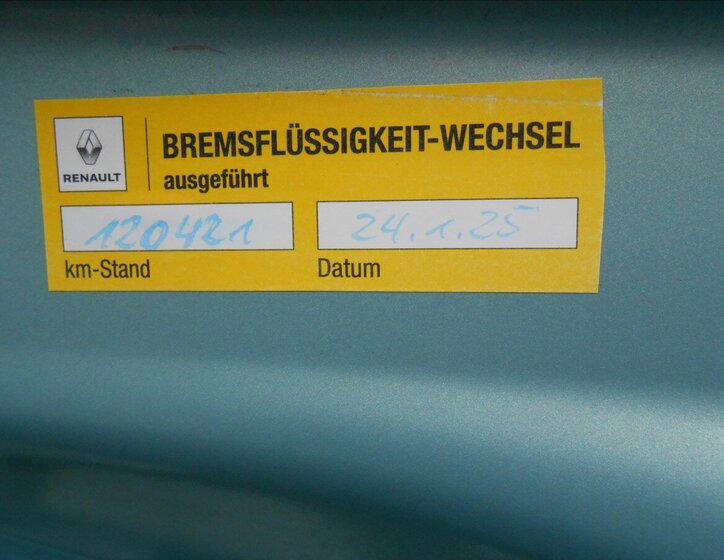 BREMSFLÜSSIGKEIT-WECHSEL
ausgeführt
RENAULT
120421 24.1.25
km-Stand Datum